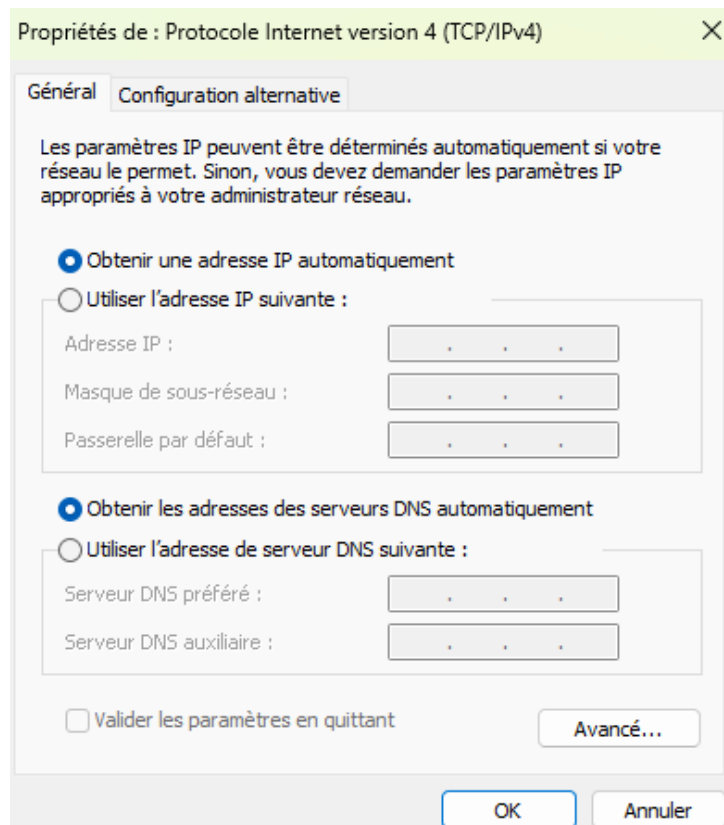 Propriétés de : Protocole Internet version 4 (TCP/IPv4)
Général
Configuration alternative
Les paramètres IP peuvent être déterminés automatiquement si votre
réseau le permet. Sinon, vous devez demander les paramètres IP
appropriés à votre administrateur réseau.
Obtenir une adresse IP automatiquement
Utiliser l’adresse IP suivante :
Adresse IP :
Masque de sous-réseau :
Passerelle par défaut :
Obtenir les adresses des serveurs DNS automatiquement
Utiliser l’adresse de serveur DNS suivante :
Serveur DNS préféré :
Serveur DNS auxiliaire :
Valider les paramètres en quittant
Avancé...
OK
Annuler